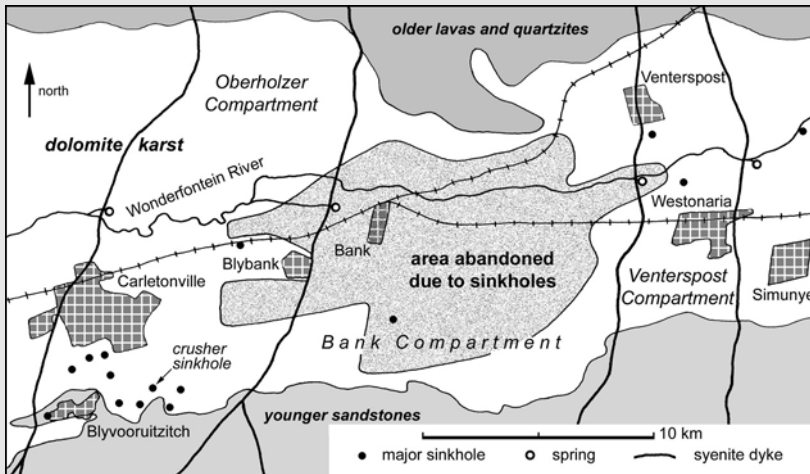 older lavas and quartzites
north
Oberholzer
Compartment
Venterspost
dolomite karst
Wonderfontein River
Westonaria
Bank
Blybank
area abandoned
due to sinkholes
Carletonville
Venterspost
Compartment
Simunye
Bank Compartment
crusher
sinkhole
younger sandstones
Blyvooruitzitch
10 km
major sinkhole
spring
syenite dyke